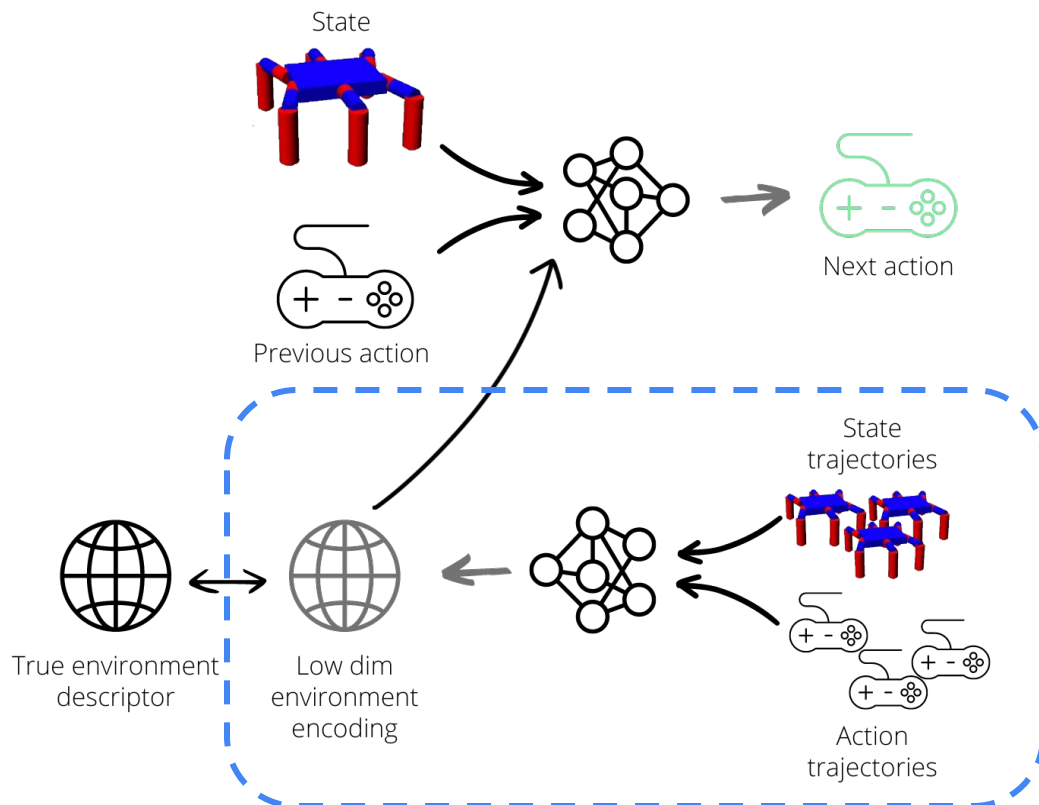 State
Next action
Previous action
State
trajectories
True environment
descriptor
Low dim
environment
encoding
Action
trajectories